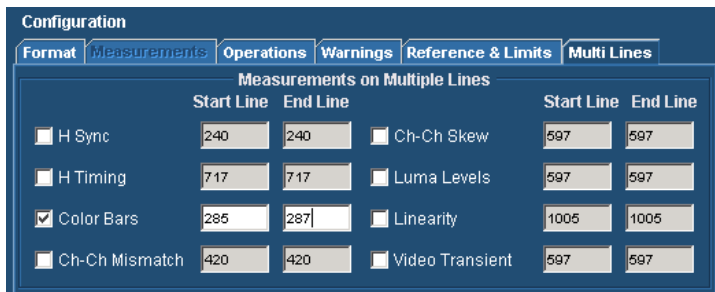 Configuration
Format Measurements Operations Warnings Reference & Limits Multi Lines
Measurements on Multiple Lines
Start Line End Line Start Line End Line
H Sync 240 240 Ch-Ch Skew 597 597
H Timing 717 717 Luma Levels 597 597
Color Bars 285 287 Linearity 1005 1005
Ch-Ch Mismatch 420 420 Video Transient 597 597